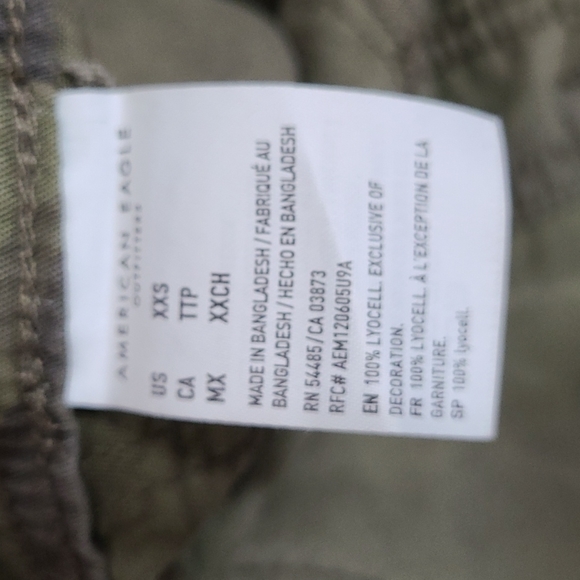 AMERICAN EAGLE
OUTFITTERS
US XXS
CA TTP
MX XXCH
MADE IN BANGLADESH / FABRIQUÉ AU
BANGLADESH / HECHO EN BANGLADESH
RN 54485 / CA 03873
RFC# AEM120605U9A
EN 100% LYOCELL. EXCLUSIVE OF
DECORATION.
FR 100% LYOCELL À L'EXCEPTION DE LA
GARNITURE.
SP 100% lyocell.